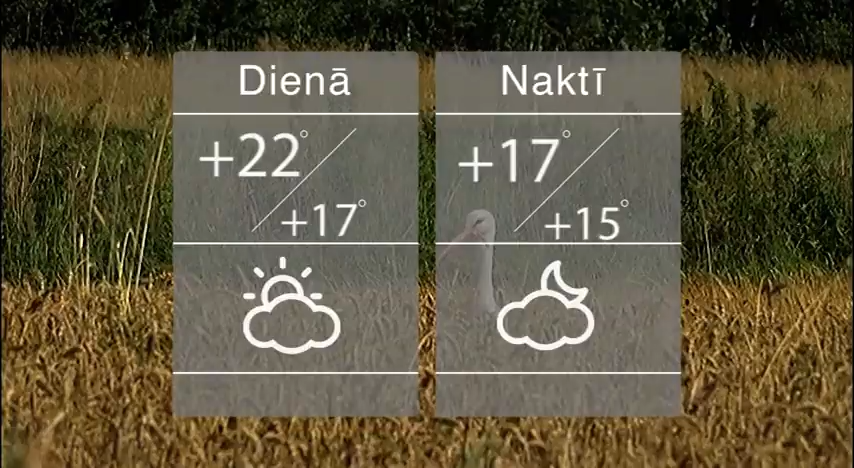 Dienā
+22°
+17°
Naktī
+17°
+15°